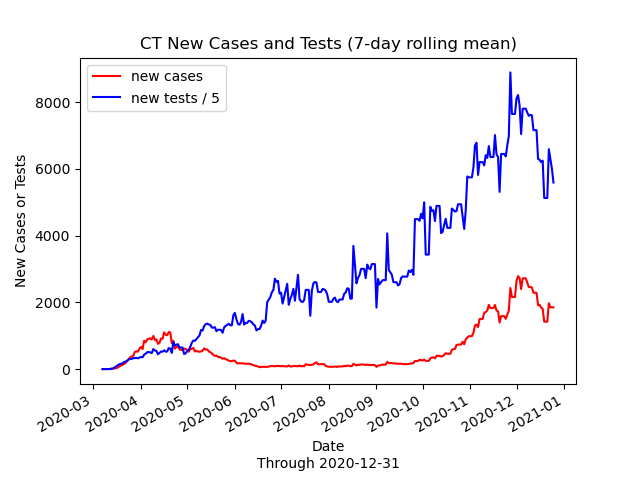 CT New Cases and Tests (7-day rolling mean)
new cases
new tests / 5
8000
6000
4000
2000
0
New Cases or Tests
2020-03
2020-04
2020-05
2020-06
2020-07
2020-08
2020-09
2020-10
2020-11
2020-12
2021-01
Date
Through 2020-12-31